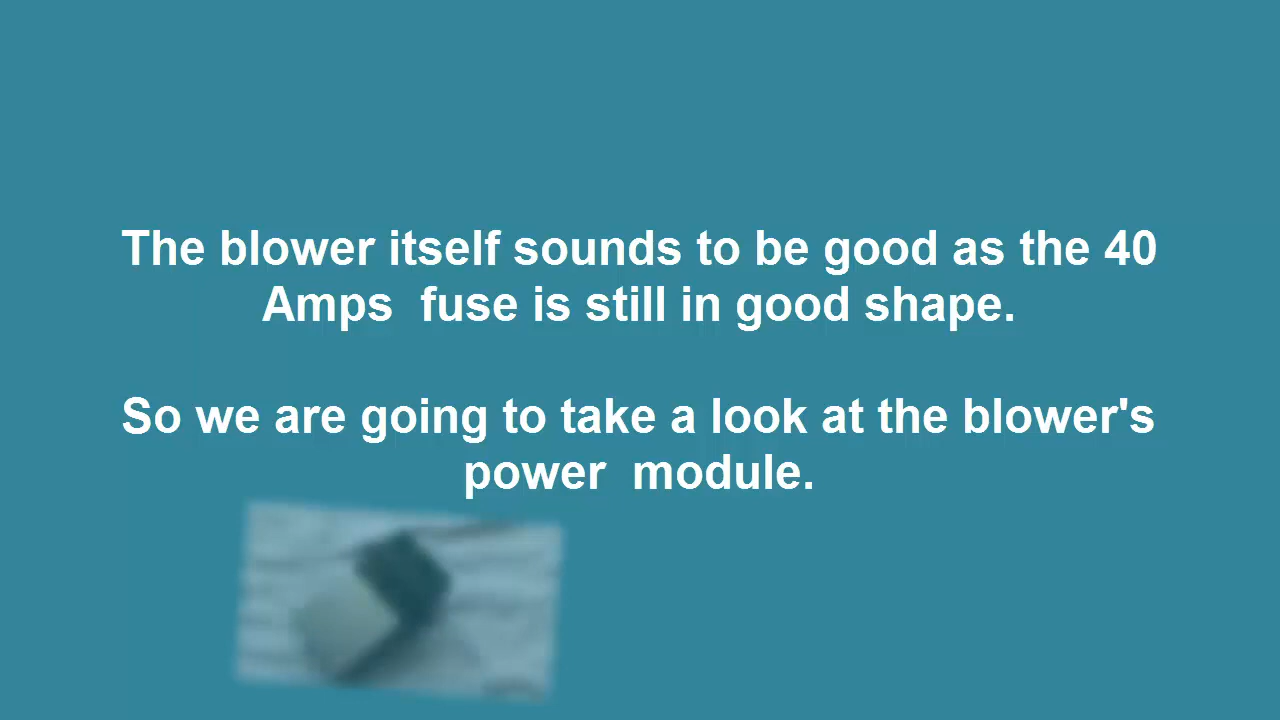 The blower itself sounds to be good as the 40
Amps  fuse is still in good shape.
So we are going to take a look at the blower's
power  module.